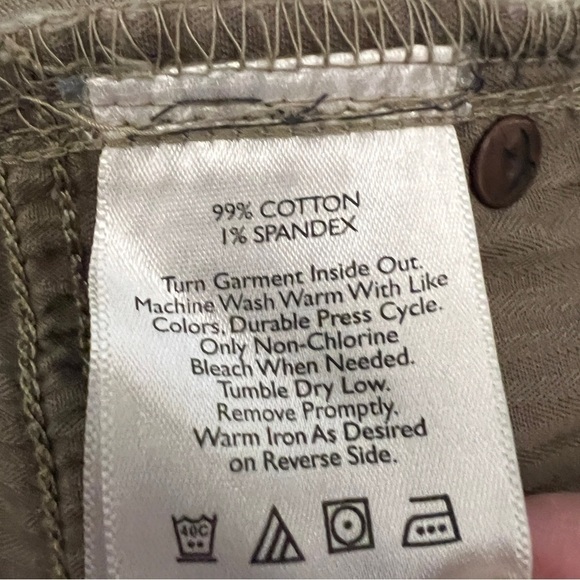 99% COTTON
1% SPANDEX
Turn Garment Inside Out.
Machine Wash Warm With Like
Colors, Durable Press Cycle.
Only Non-Chlorine
Bleach When Needed.
Tumble Dry Low.
Remove Promptly.
Warm Iron As Desired
on Reverse Side.
40C